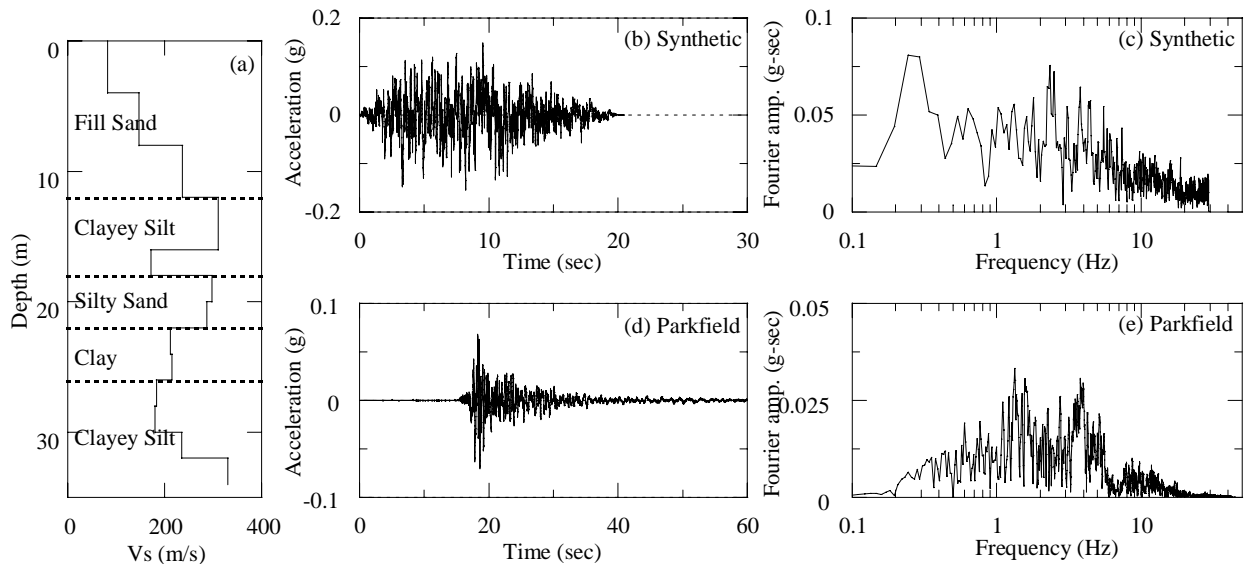 (a)
0
10
20
30
Depth (m)
Fill Sand
Clayey Silt
Silty Sand
Clay
Clayey Silt
0 200 400
Vs (m/s)
(b) Synthetic
0.2
0
-0.2
Acceleration (g)
0 10 20 30
Time (sec)
(c) Synthetic
0.1
0.05
0
Fourier amp. (g-sec)
0.1 1 10
Frequency (Hz)
(d) Parkfield
0.1
0
-0.1
Acceleration (g)
0 20 40 60
Time (sec)
(e) Parkfield
0.05
0.025
0
Fourier amp. (g-sec)
0.1 1 10
Frequency (Hz)